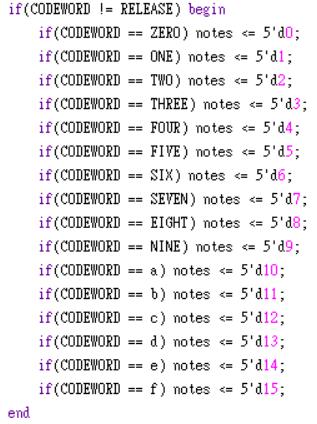 if(CODEWORD != RELEASE) begin
if(CODEWORD == ZERO) notes <= 5'd0;
if(CODEWORD == ONE) notes <= 5'd1;
if(CODEWORD == TWO) notes <= 5'd2;
if(CODEWORD == THREE) notes <= 5'd3;
if(CODEWORD == FOUR) notes <= 5'd4;
if(CODEWORD == FIVE) notes <= 5'd5;
if(CODEWORD == SIX) notes <= 5'd6;
if(CODEWORD == SEVEN) notes <= 5'd7;
if(CODEWORD == EIGHT) notes <= 5'd8;
if(CODEWORD == NINE) notes <= 5'd9;
if(CODEWORD == a) notes <= 5'd10;
if(CODEWORD == b) notes <= 5'd11;
if(CODEWORD == c) notes <= 5'd12;
if(CODEWORD == d) notes <= 5'd13;
if(CODEWORD == e) notes <= 5'd14;
if(CODEWORD == f) notes <= 5'd15;
end